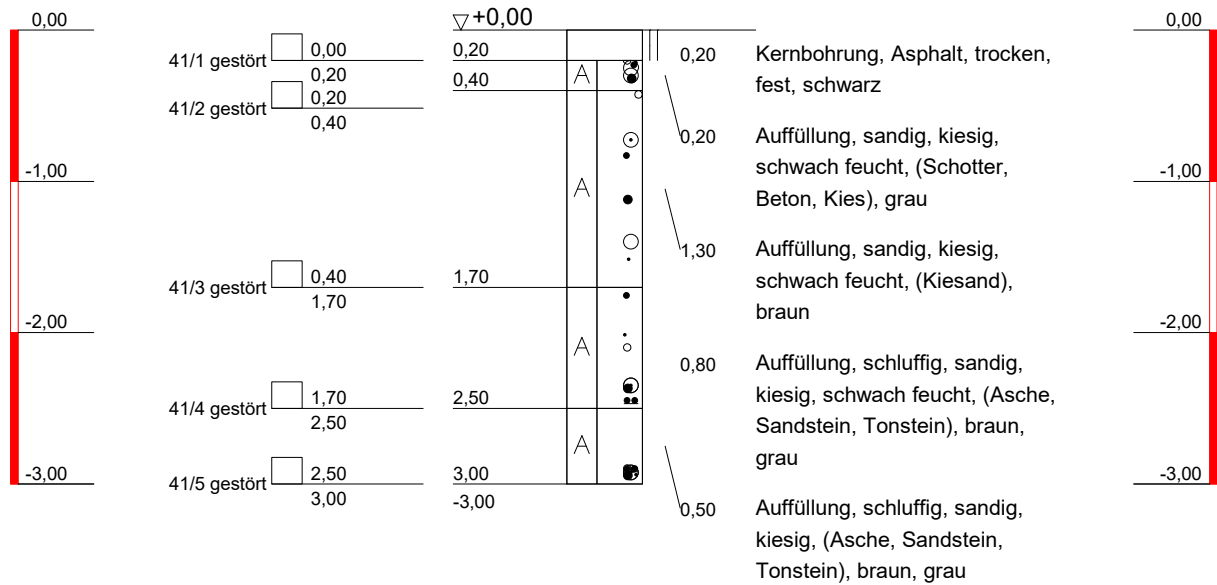 0,00
-1,00
-2,00
-3,00
41/1 gestört
0,00
0,20
41/2 gestört
0,20
0,40
41/3 gestört
0,40
1,70
41/4 gestört
1,70
2,50
41/5 gestört
2,50
3,00
+0,00
0,20
0,40
1,70
2,50
3,00
-3,00
A
A
A
A
0,20 Kernbohrung, Asphalt, trocken,
fest, schwarz
0,20 Auffüllung, sandig, kiesig,
schwach feucht, (Schotter,
Beton, Kies), grau
1,30 Auffüllung, sandig, kiesig,
schwach feucht, (Kiesand),
braun
0,80 Auffüllung, schluffig, sandig,
kiesig, schwach feucht, (Asche,
Sandstein, Tonstein), braun,
grau
0,50 Auffüllung, schluffig, sandig,
kiesig, (Asche, Sandstein,
Tonstein), braun, grau
0,00
-1,00
-2,00
-3,00